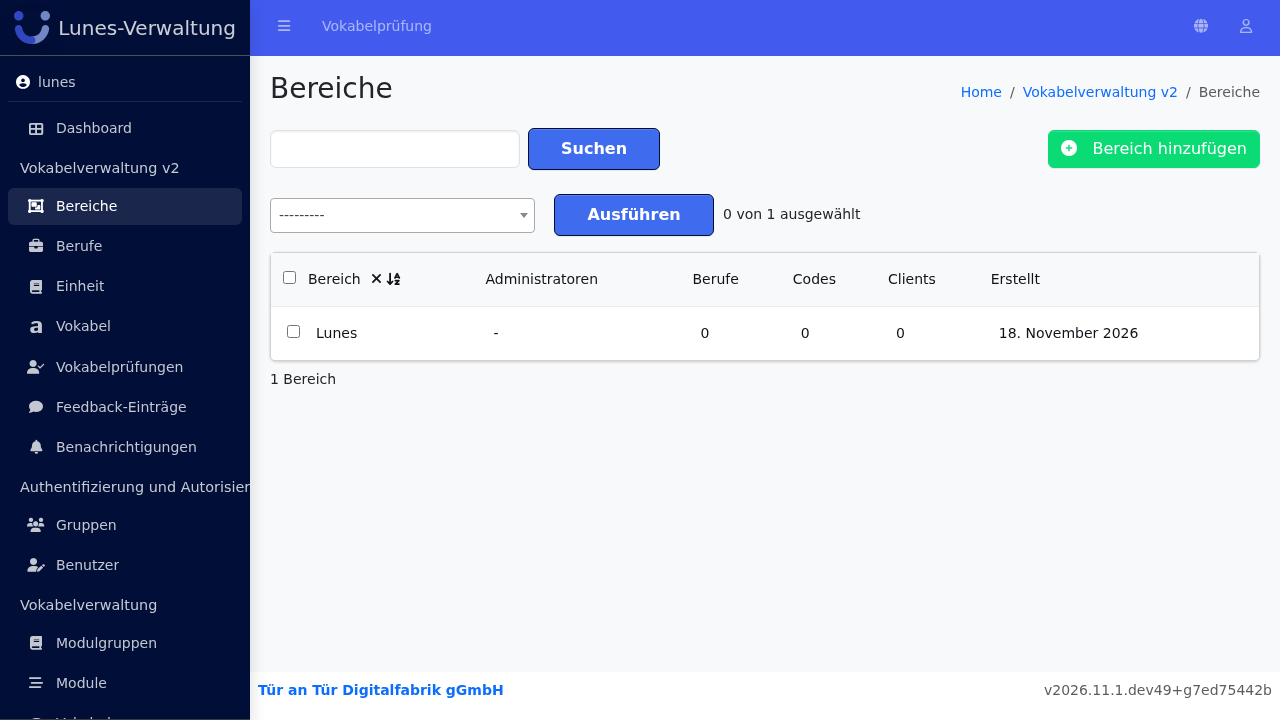 Lunes-Verwaltung
lunes
Dashboard
Vokabelverwaltung v2
Bereiche
Berufe
Einheit
Vokabel
Vokabelprüfungen
Feedback-Einträge
Benachrichtigungen
Authentifizierung und Autorisier
Gruppen
Benutzer
Vokabelverwaltung
Modulgruppen
Module
Vokabelprüfung
Bereiche
Home / Vokabelverwaltung v2 / Bereiche
Suchen
Bereich hinzufügen
---------
Ausführen
0 von 1 ausgewählt
Bereich Administratoren Berufe Codes Clients Erstellt
Lunes - 0 0 0 18. November 2026
1 Bereich
Tür an Tür Digitalfabrik gGmbH
v2026.11.1.dev49+g7ed75442b